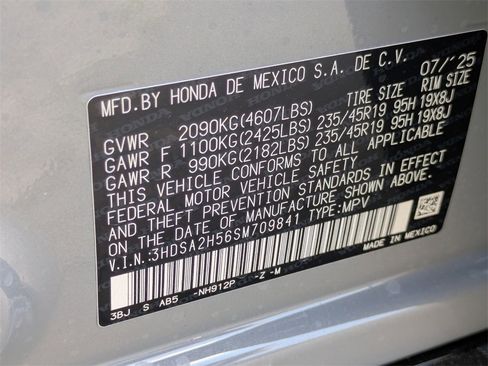 MFD.BY HONDA DE MEXICO S.A. DE C.V. 07/'25
GVWR 2090KG(4607LBS) TIRE SIZE RIM SIZE
GAWR F 1100KG(2425LBS) 235/45R19 95H 19X8J
GAWR R 990KG(2182LBS) 235/45R19 95H 19X8J
THIS VEHICLE CONFORMS TO ALL APPLICABLE
FEDERAL MOTOR VEHICLE SAFETY, BUMPER
AND THEFT PREVENTION STANDARDS IN EFFECT
ON THE DATE OF MANUFACTURE SHOWN ABOVE.
V.I.N.:3HDSA2H56SM709841 TYPE: MPV
MADE IN MEXICO
3BJ S AB5 -NH912P -Z -M